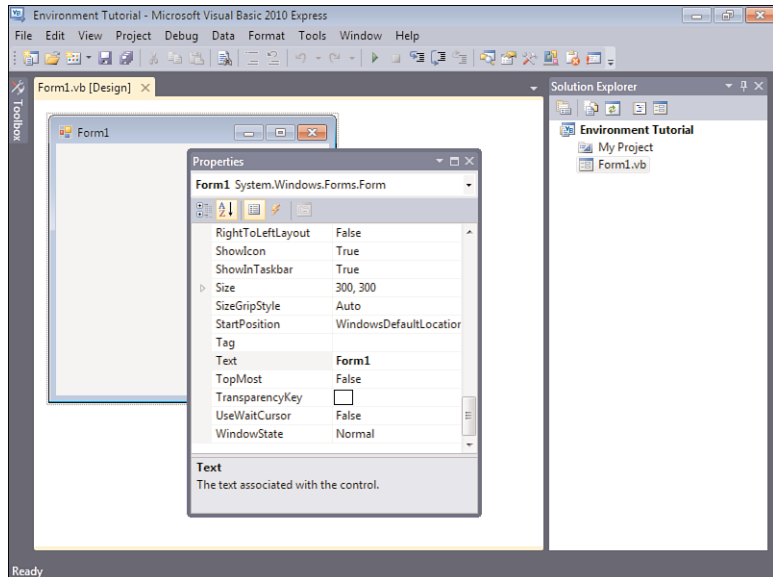 Environment Tutorial - Microsoft Visual Basic 2010 Express
File Edit View Project Debug Data Format Tools Window Help
Toolbox
Form1.vb [Design]
Form1
Properties
Form1 System.Windows.Forms.Form
RightToLeftLayout False
ShowIcon True
ShowInTaskbar True
Size 300, 300
SizeGripStyle Auto
StartPosition WindowsDefaultLocation
Tag
Text Form1
TopMost False
TransparencyKey
UseWaitCursor False
WindowState Normal
Text
The text associated with the control.
Solution Explorer
Environment Tutorial
My Project
Form1.vb
Ready